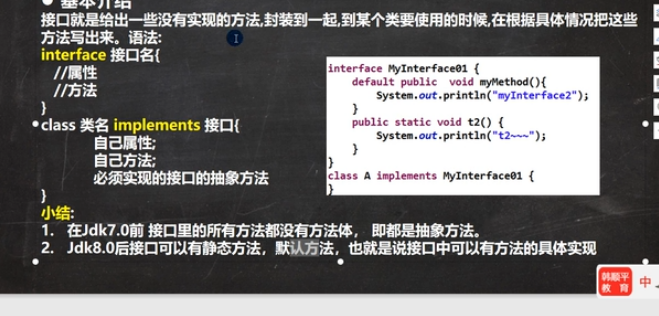 基本介绍
接口就是给出一些没有实现的方法,封装到一起,到某个类要使用的时候,在根据具体情况把这些
方法写出来。语法:
interface 接口名{
//属性
//方法
}
class 类名 implements 接口{
自己属性;
自己方法;
必须实现的接口的抽象方法
}
小结:
1. 在Jdk7.0前 接口里的所有方法都没有方法体， 即都是抽象方法。
2. Jdk8.0后接口可以有静态方法，默认方法，也就是说接口中可以有方法的具体实现
interface MyInterface01 {
default public  void myMethod(){
System.out.println("myInterface2");
}
public static void t2() {
System.out.println("t2~~~");
}
}
class A implements MyInterface01 {
}
韩顺平
教 育
中